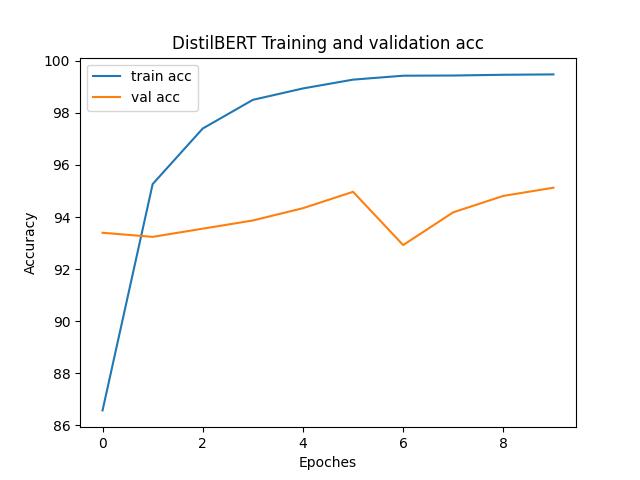 DistilBERT Training and validation acc
train acc
val acc
100
98
96
94
92
90
88
86
Accuracy
0 2 4 6 8
Epoches